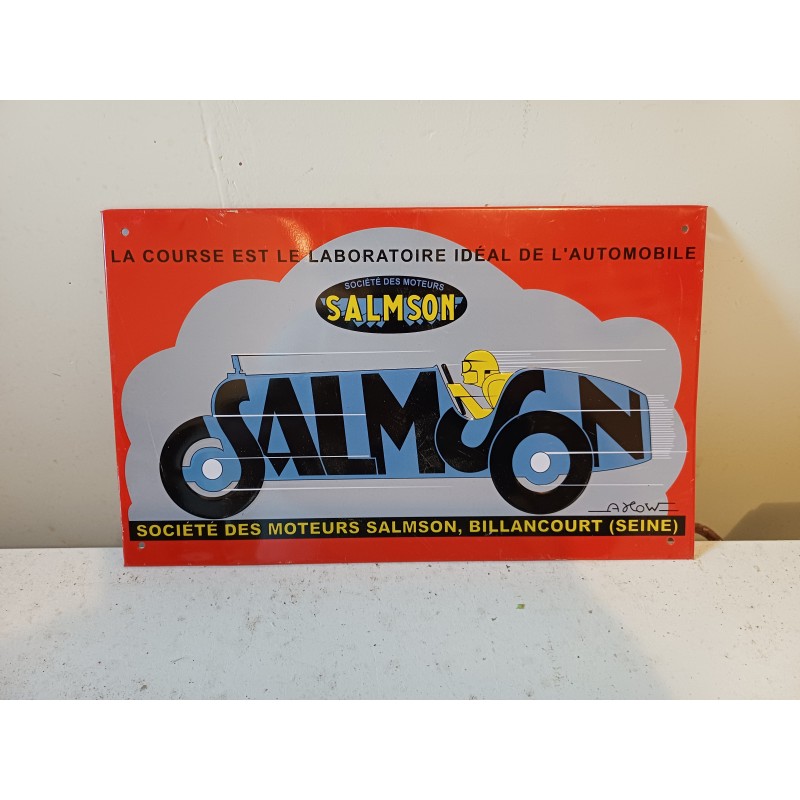 LA COURSE EST LE LABORATOIRE IDÉAL DE L'AUTOMOBILE
SOCIÉTÉ DES MOTEURS
SALMSON
SALMSON
SOCIÉTÉ DES MOTEURS SALMSON, BILLANCOURT (SEINE)